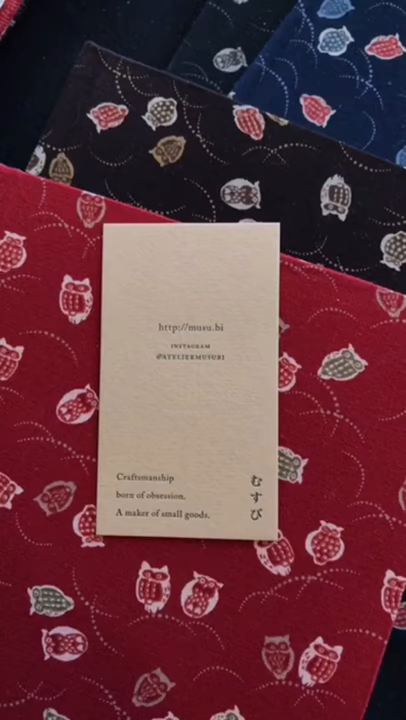 http://musu.bi
INSTAGRAM
@ATELIERMUSUBI
Craftsmanship
born of obsession.
A maker of small goods.
むすび